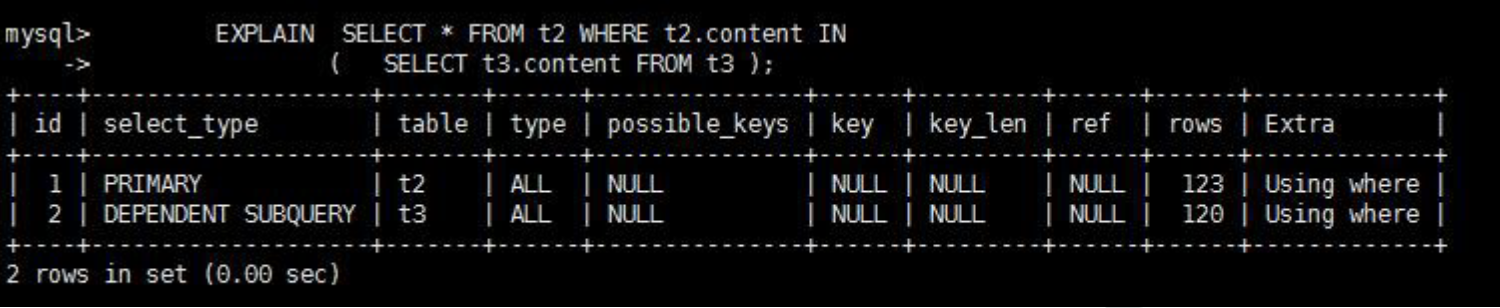 mysql>        EXPLAIN  SELECT * FROM t2 WHERE t2.content IN
    ->                (   SELECT t3.content FROM t3 );
+----+--------------------+-------+------+---------------+------+---------+------+------+-------------+
| id | select_type        | table | type | possible_keys | key  | key_len | ref  | rows | Extra       |
+----+--------------------+-------+------+---------------+------+---------+------+------+-------------+
|  1 | PRIMARY            | t2    | ALL  | NULL          | NULL | NULL    | NULL |  123 | Using where |
|  2 | DEPENDENT SUBQUERY | t3    | ALL  | NULL          | NULL | NULL    | NULL |  120 | Using where |
+----+--------------------+-------+------+---------------+------+---------+------+------+-------------+
2 rows in set (0.00 sec)